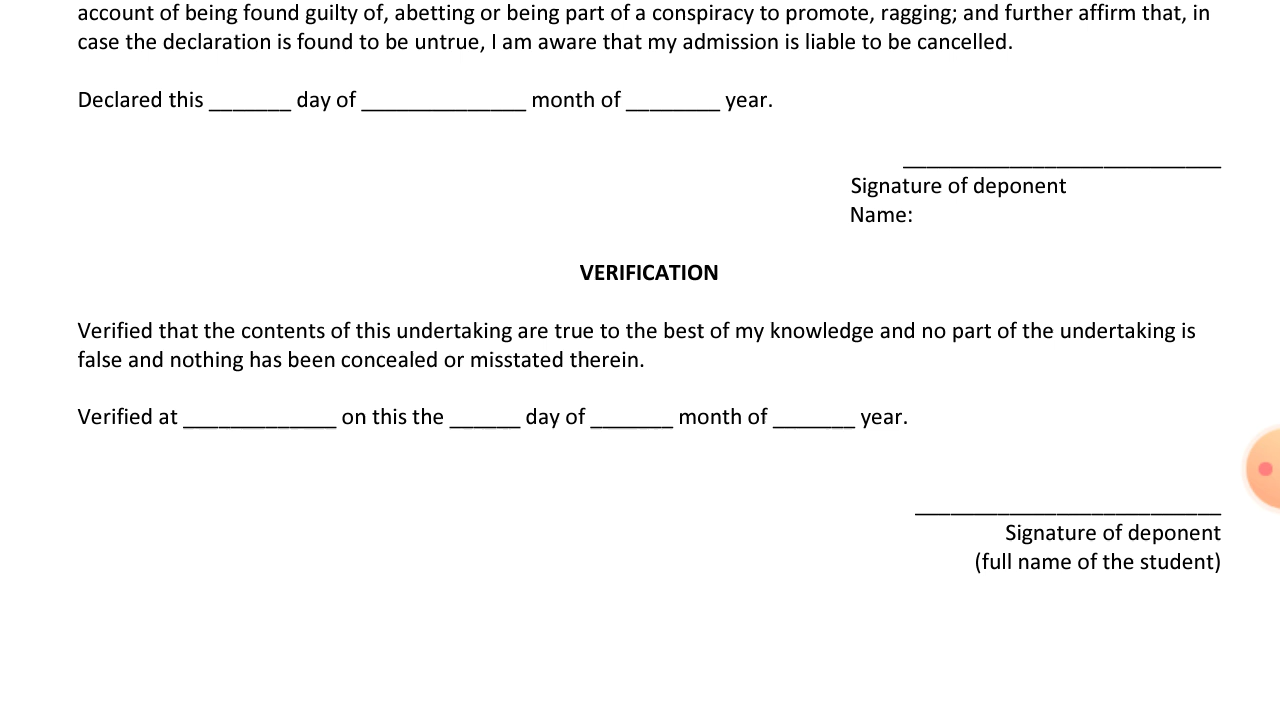 account of being found guilty of, abetting or being part of a conspiracy to promote, ragging; and further affirm that, in
case the declaration is found to be untrue, I am aware that my admission is liable to be cancelled.
Declared this _______ day of ______________ month of ________ year.
___________________________
Signature of deponent
Name:
VERIFICATION
Verified that the contents of this undertaking are true to the best of my knowledge and no part of the undertaking is
false and nothing has been concealed or misstated therein.
Verified at _____________ on this the ______ day of _______ month of _______ year.
__________________________
Signature of deponent
(full name of the student)